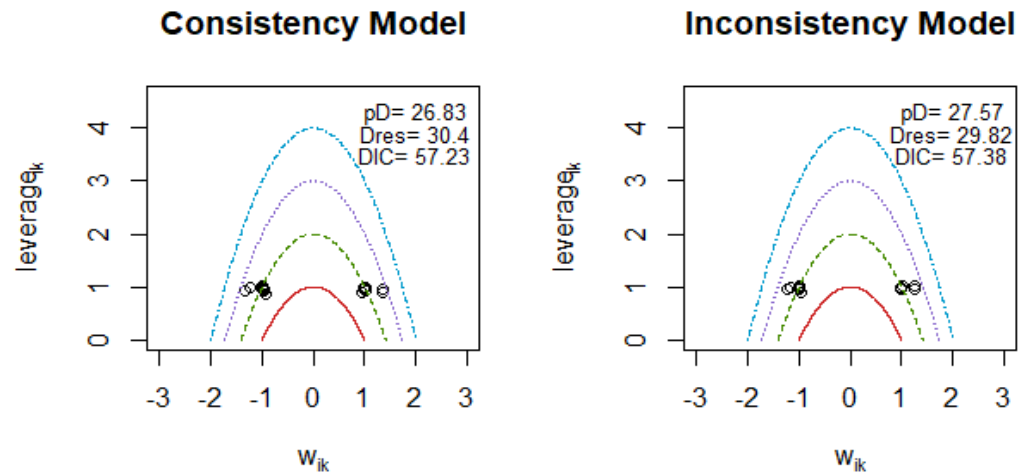 Consistency Model
pD= 26.83
Dres= 30.4
DIC= 57.23
leverage_ik
4
3
2
1
0
-3 -2 -1 0 1 2 3
w_ik
Inconsistency Model
pD= 27.57
Dres= 29.82
DIC= 57.38
leverage_ik
4
3
2
1
0
-3 -2 -1 0 1 2 3
w_ik